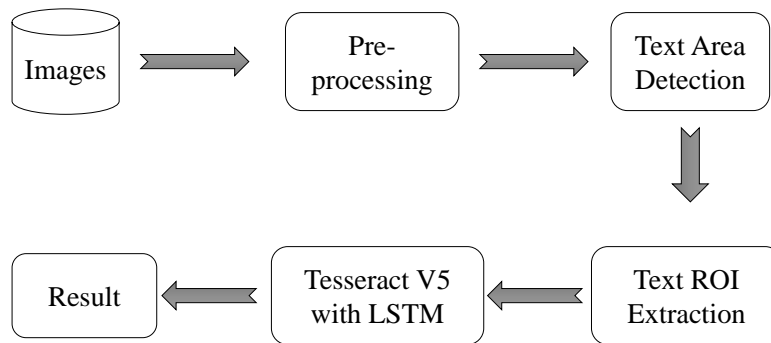 Images
Pre-
processing
Text Area
Detection
Text ROI
Extraction
Tesseract V5
with LSTM
Result